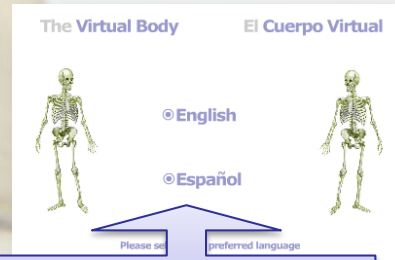 The Virtual Body El Cuerpo Virtual
English
Español
Please se preferred language